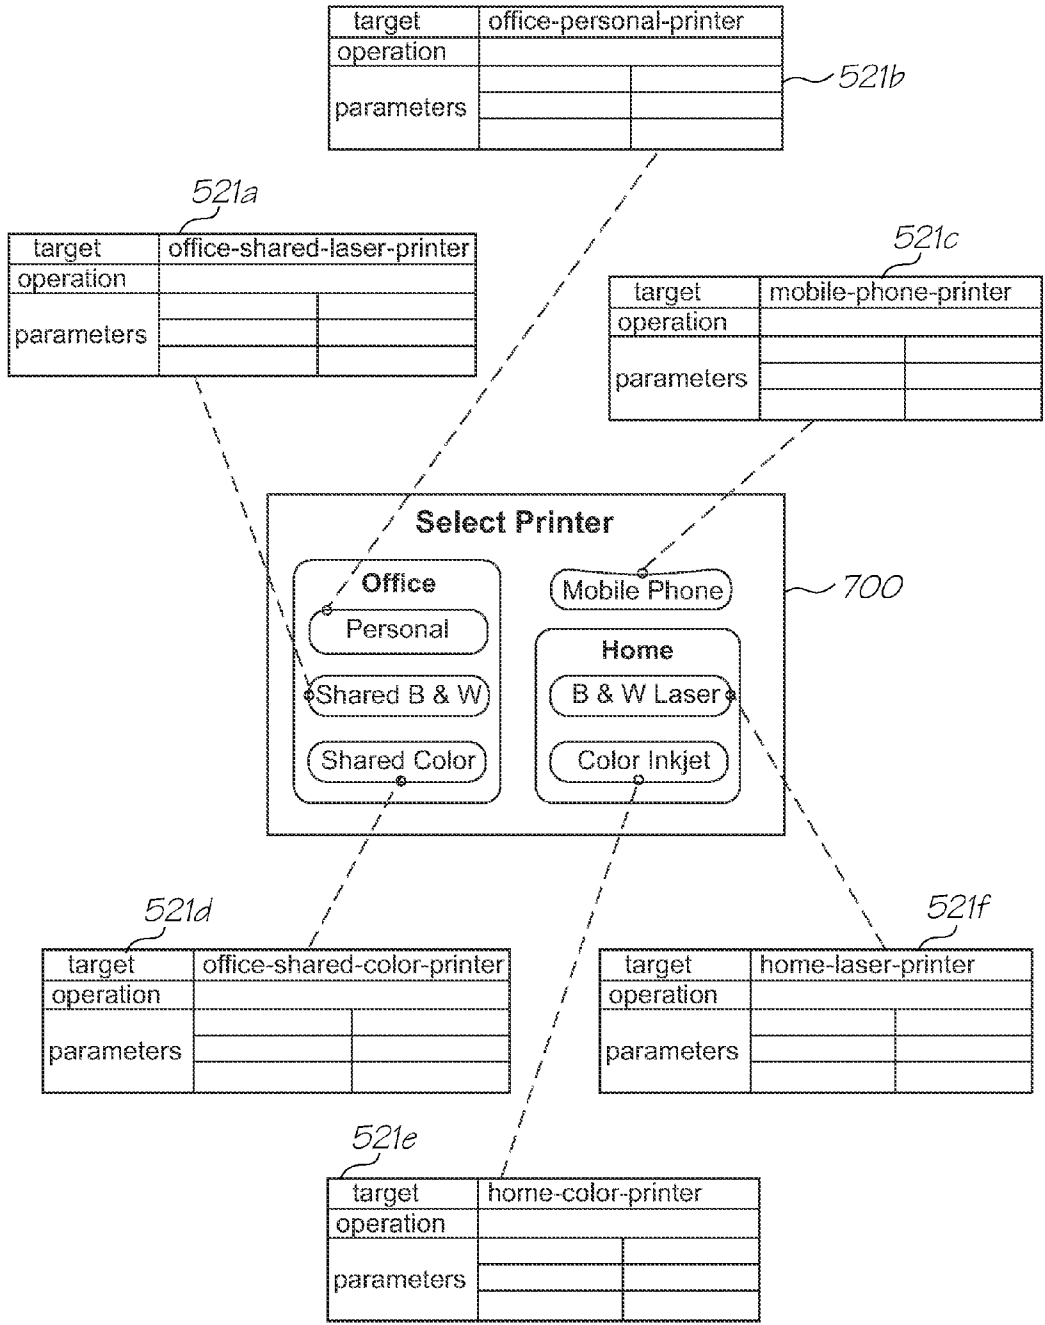 target office-personal-printer
operation
parameters
521b
521a
target office-shared-laser-printer
operation
parameters
521c
target mobile-phone-printer
operation
parameters
Select Printer
Office
Personal
Shared B & W
Shared Color
Mobile Phone
Home
B & W Laser
Color Inkjet
700
521d
target office-shared-color-printer
operation
parameters
521f
target home-laser-printer
operation
parameters
521e
target home-color-printer
operation
parameters